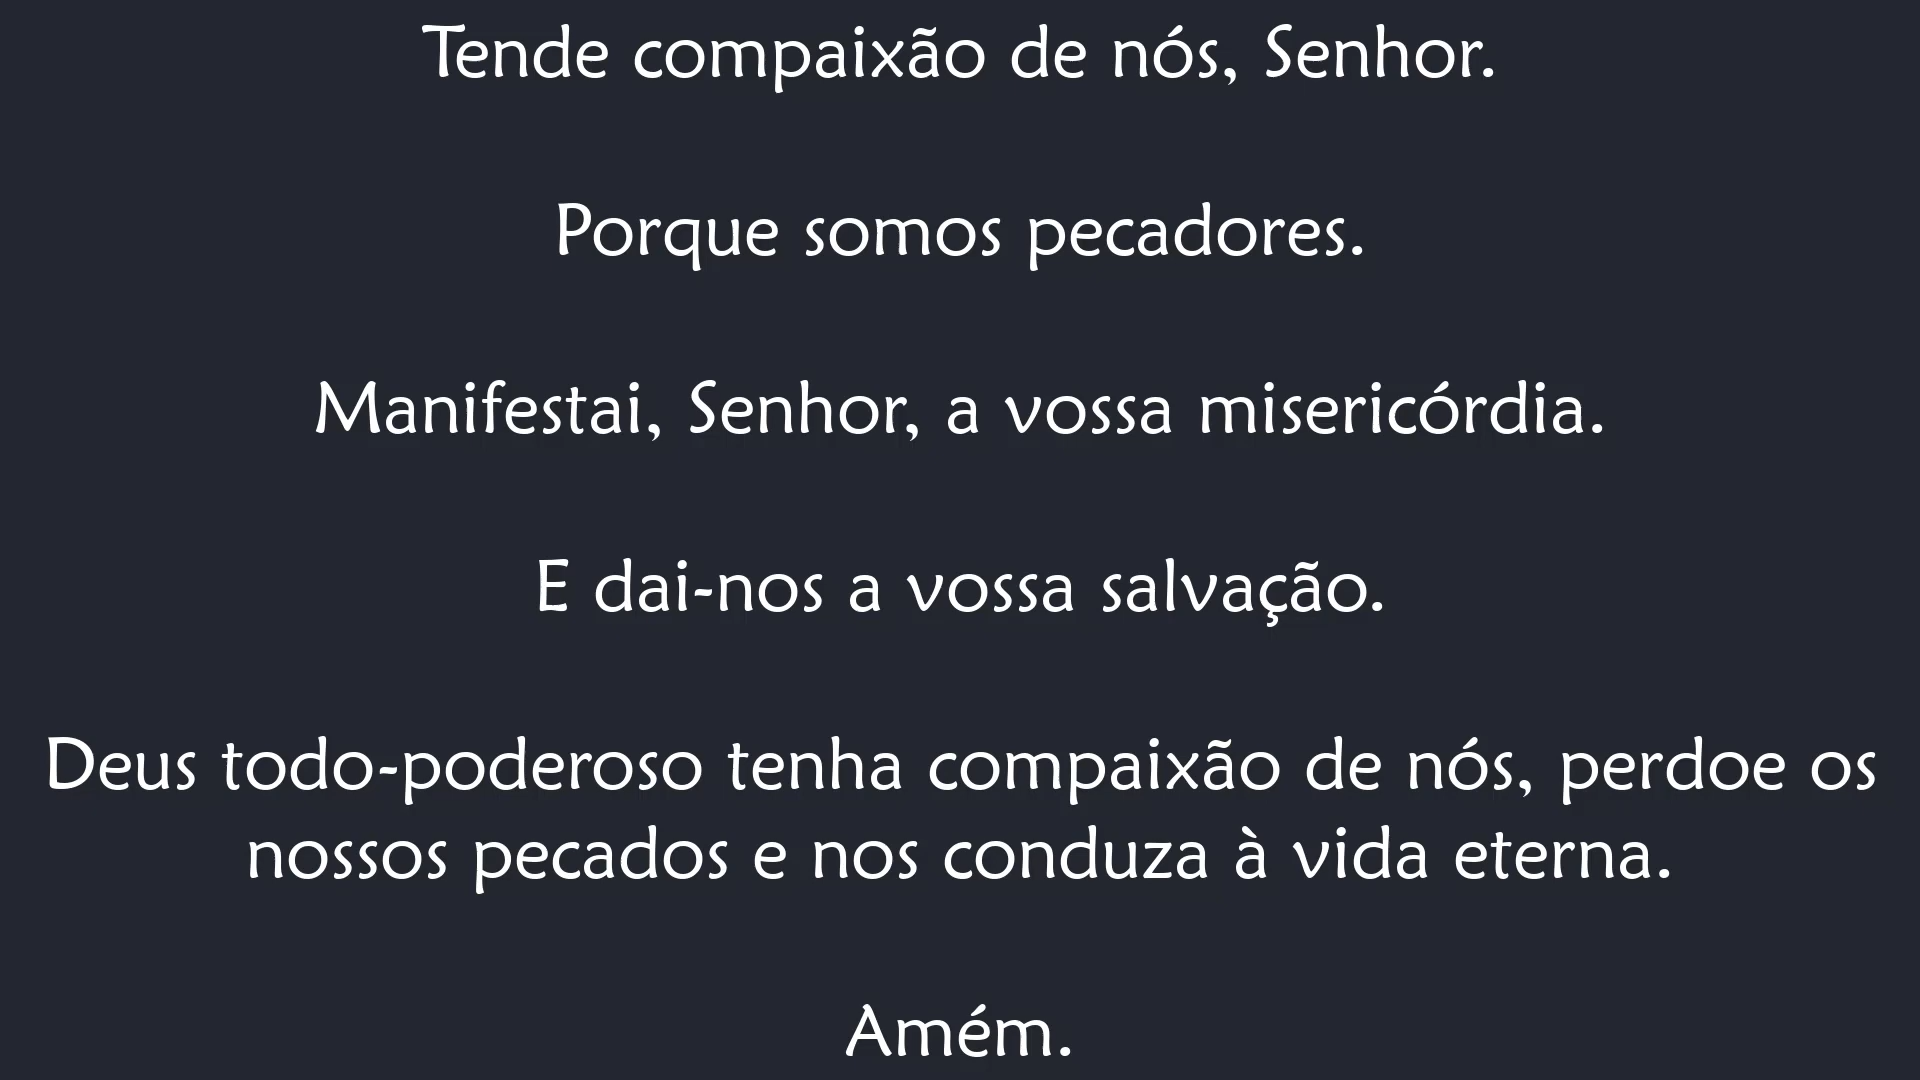 Tende compaixão de nós, Senhor.
Porque somos pecadores.
Manifestai, Senhor, a vossa misericórdia.
E dai-nos a vossa salvação.
Deus todo-poderoso tenha compaixão de nós, perdoe os
nossos pecados e nos conduza à vida eterna.
Amém.